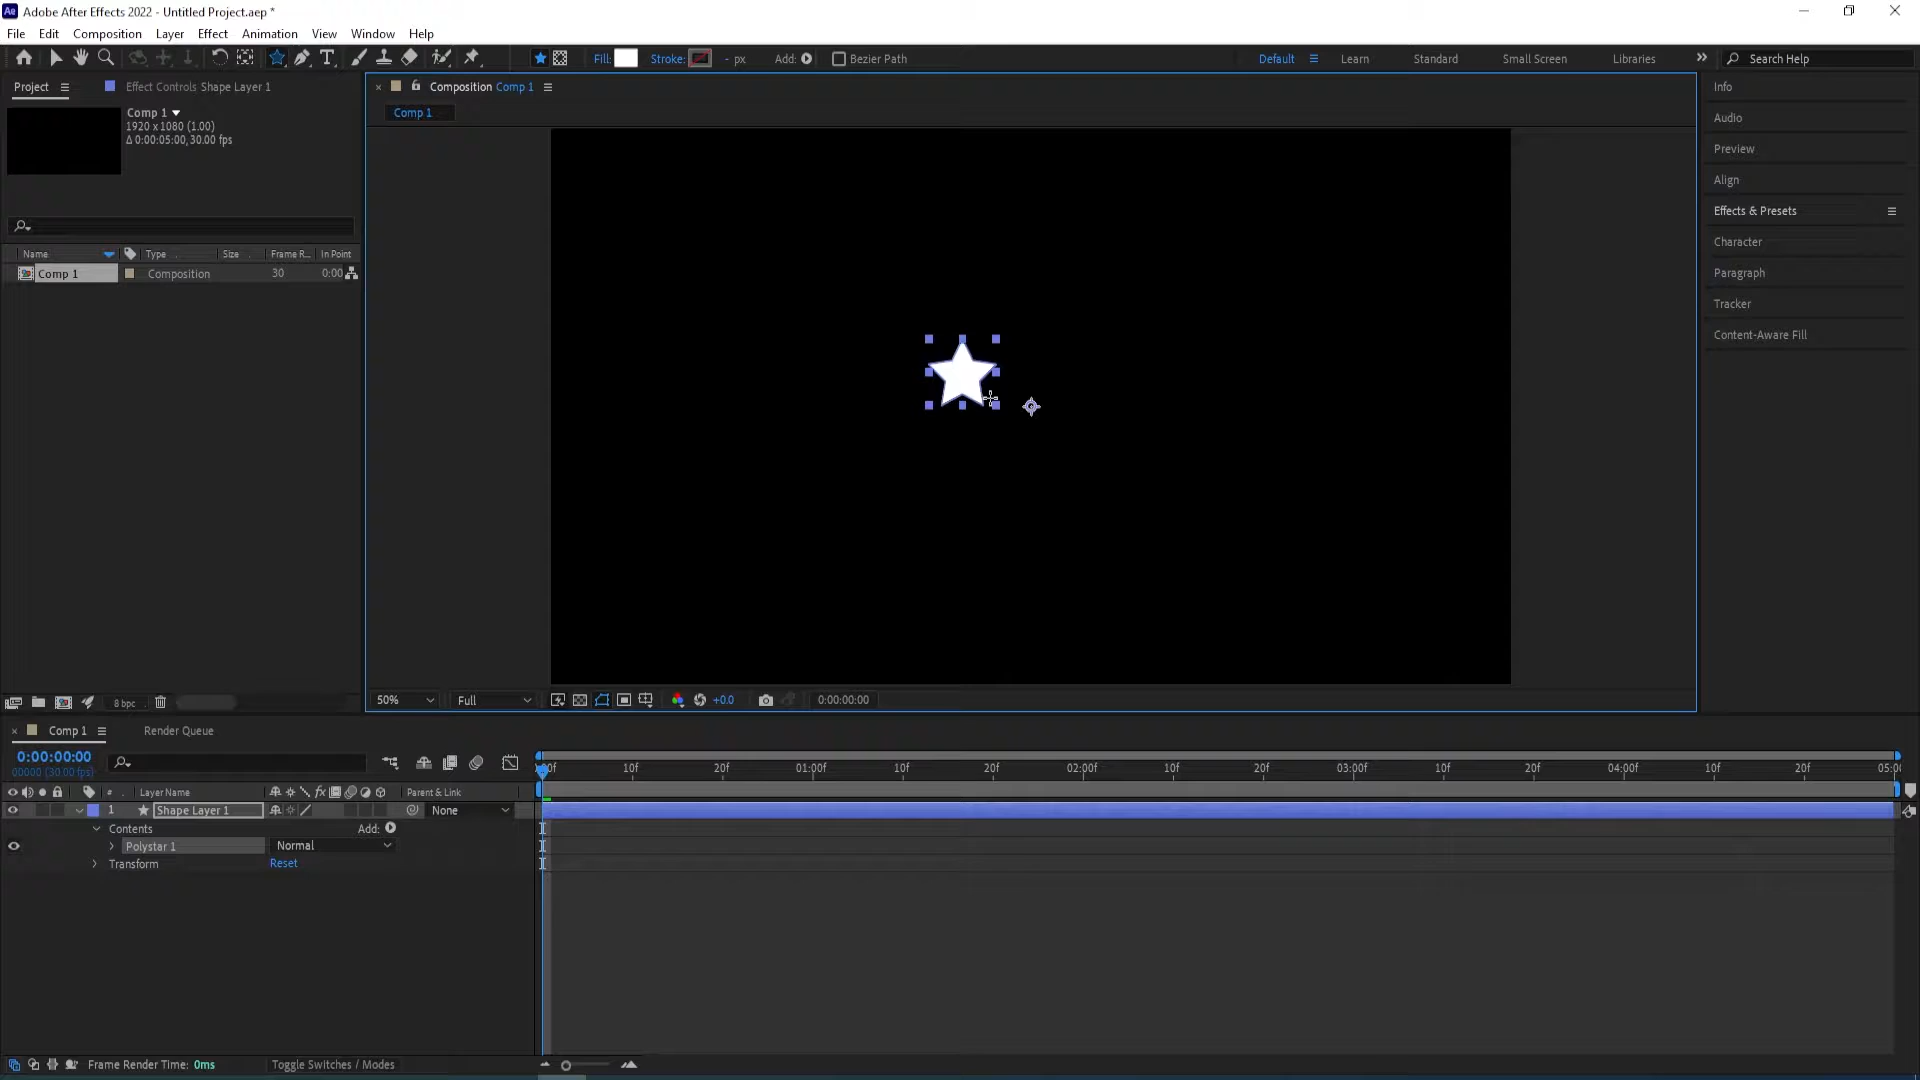 Ae Adobe After Effects 2022 - Untitled Project.aep *
File Edit Composition Layer Effect Animation View Window Help
Fill: Stroke: - px Add: Bezier Path Default Learn Standard Small Screen Libraries Search Help
Project Effect Controls Shape Layer 1
Comp 1
1920 x 1080 (1.00)
Δ 0:00:05:00, 30.00 fps
Name Type Size Frame R... In Point
Comp 1 Composition 30 0:00
8 bpc
Composition Comp 1
Comp 1
50% Full +0.0 0:00:00:00
Info
Audio
Preview
Align
Effects & Presets
Character
Paragraph
Tracker
Content-Aware Fill
Comp 1 Render Queue
0:00:00:00
00000 (30.00 fps)
10f 20f 01:00f 10f 20f 02:00f 10f 20f 03:00f 10f 20f 04:00f 10f 20f
# Layer Name fx Parent & Link
1 Shape Layer 1 None
Contents Add:
Polystar 1 Normal
Transform Reset
Frame Render Time: 0ms Toggle Switches / Modes